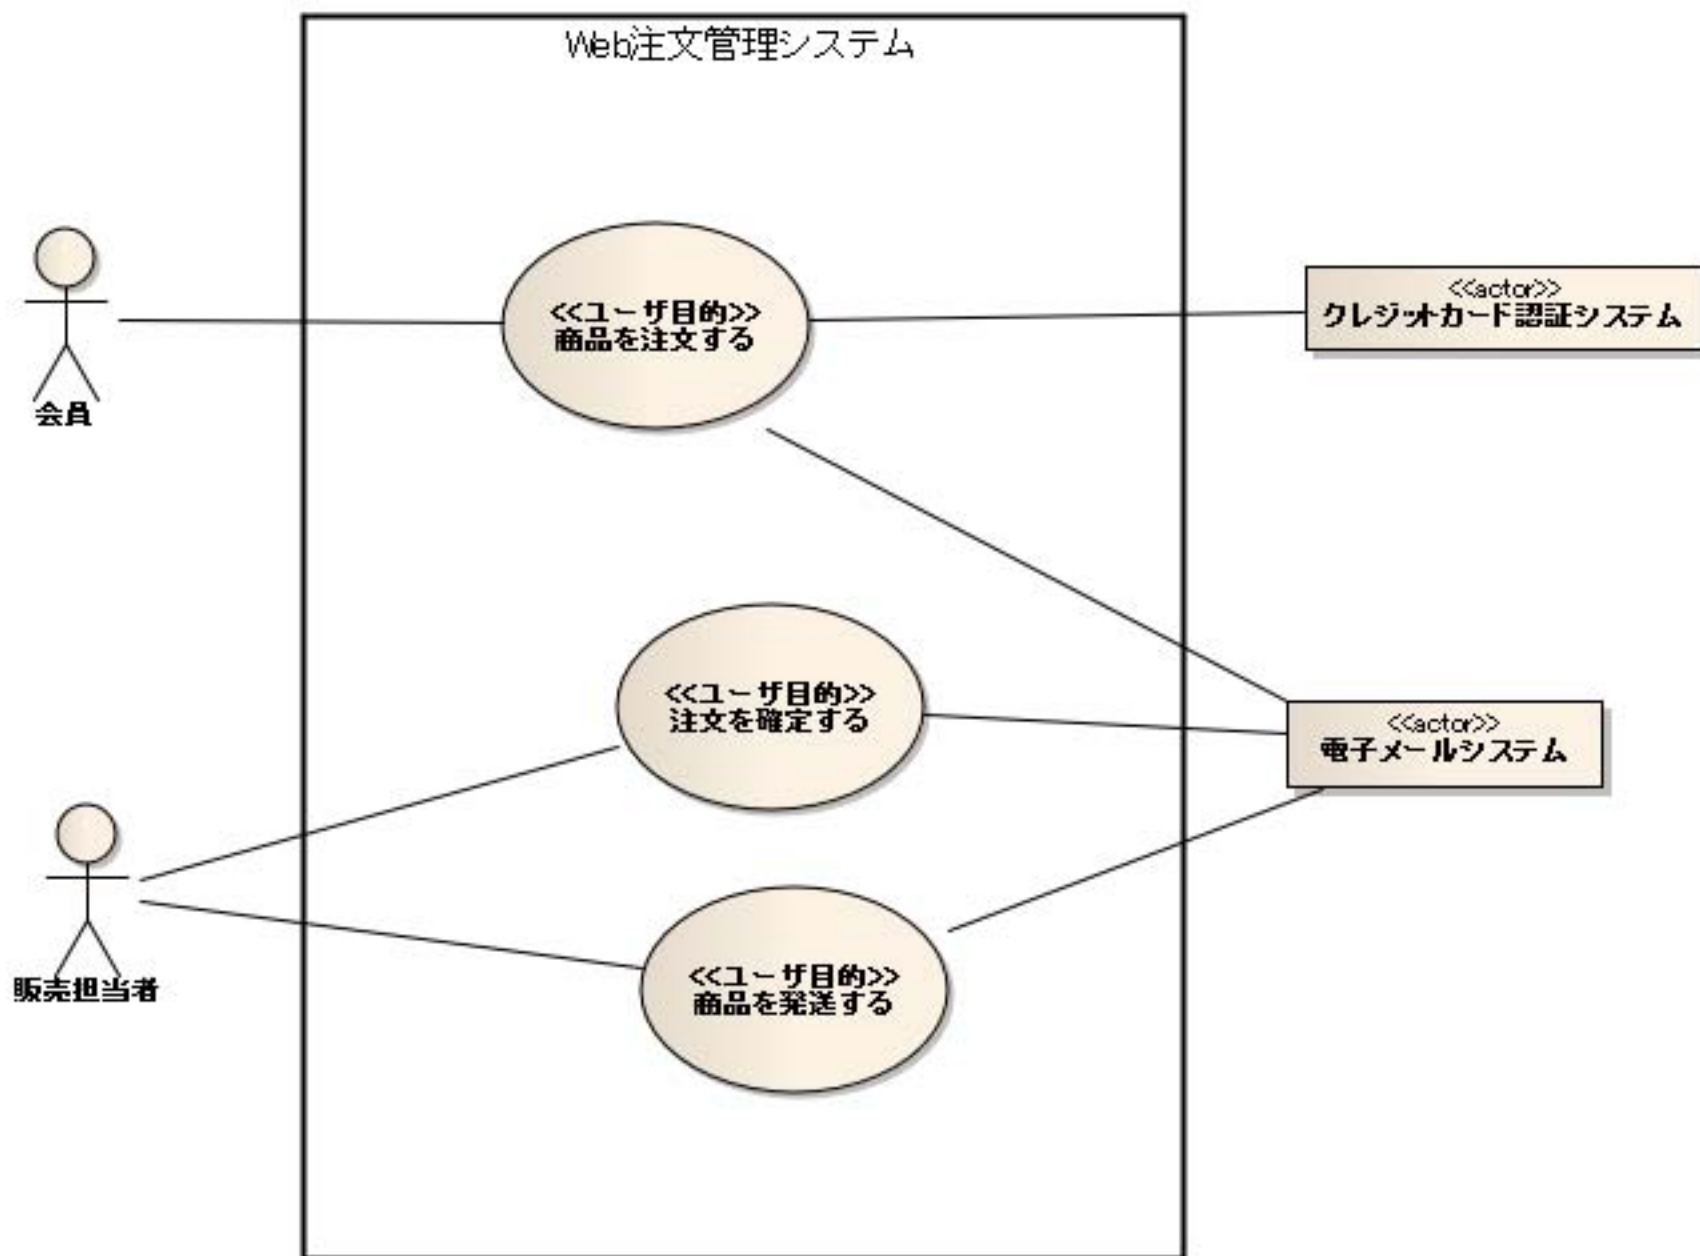 Web注文管理システム
<<ユーザ目的>>
商品を注文する
<<actor>>
クレジットカード認証システム
会員
<<ユーザ目的>>
注文を確定する
<<actor>>
電子メールシステム
<<ユーザ目的>>
商品を発送する
販売担当者